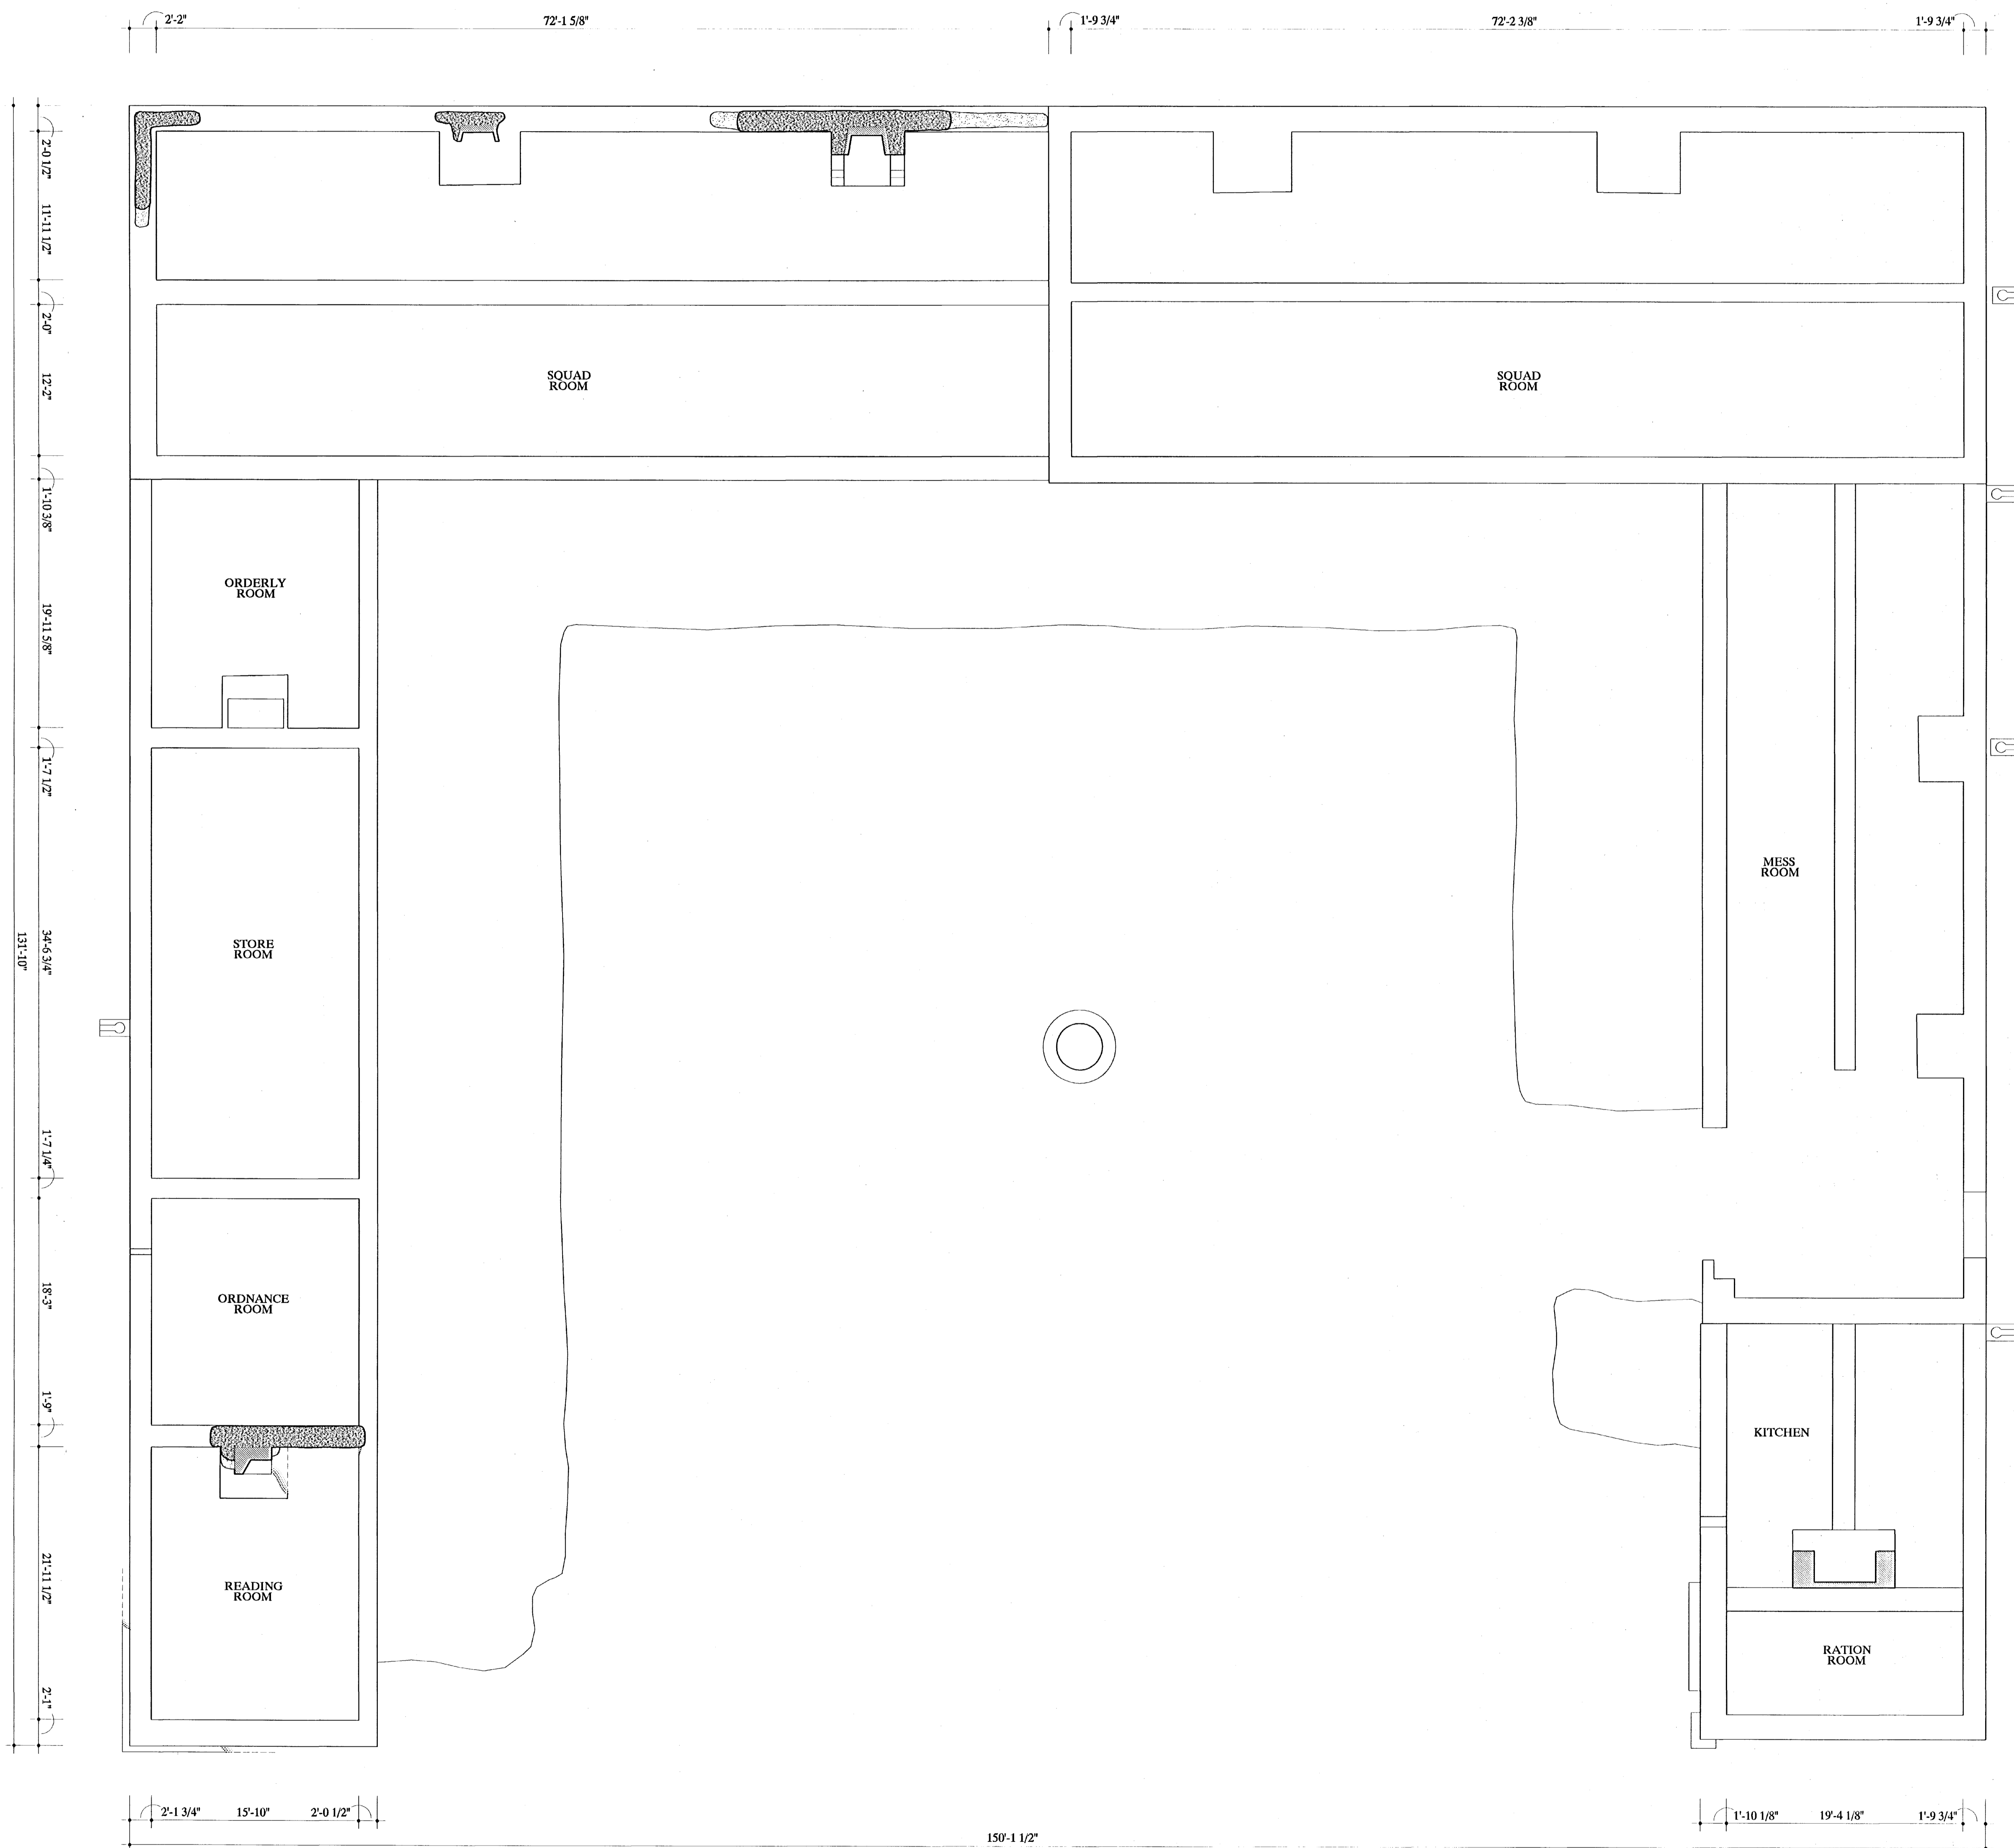 2'-2"
72'-1 5/8"
1'-9 3/4"
72'-2 3/8"
1'-9 3/4"
2'-0 1/2"
11'-11 1/2"
2'-0"
12'-2"
1'-10 3/8"
19'-11 5/8"
1'-7 1/2"
34'-6 3/4"
131'-10"
1'-7 1/4"
18'-3"
1'-9"
21'-11 1/2"
2'-1"
SQUAD
ROOM
SQUAD
ROOM
ORDERLY
ROOM
MESS
ROOM
STORE
ROOM
ORDNANCE
ROOM
KITCHEN
READING
ROOM
RATION
ROOM
2'-1 3/4"
15'-10"
2'-0 1/2"
1'-10 1/8"
19'-4 1/8"
1'-9 3/4"
150'-1 1/2"